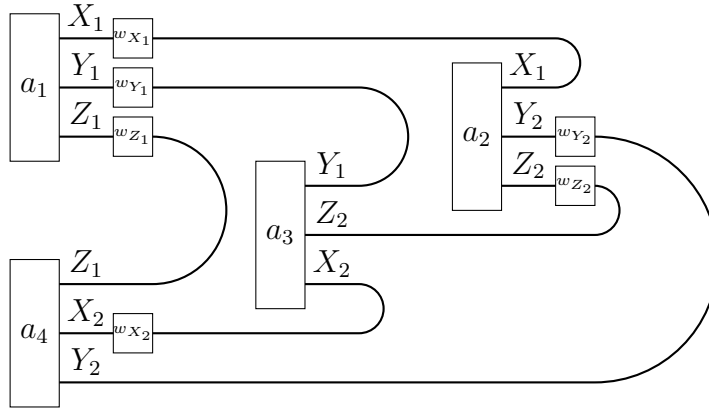 X₁ w_{X₁}
a₁ Y₁ w_{Y₁} X₁
Z₁ w_{Z₁} a₂ Y₂ w_{Y₂}
Y₁ Z₂ w_{Z₂}
a₃ Z₂
Z₁ X₂
a₄ X₂ w_{X₂}
Y₂